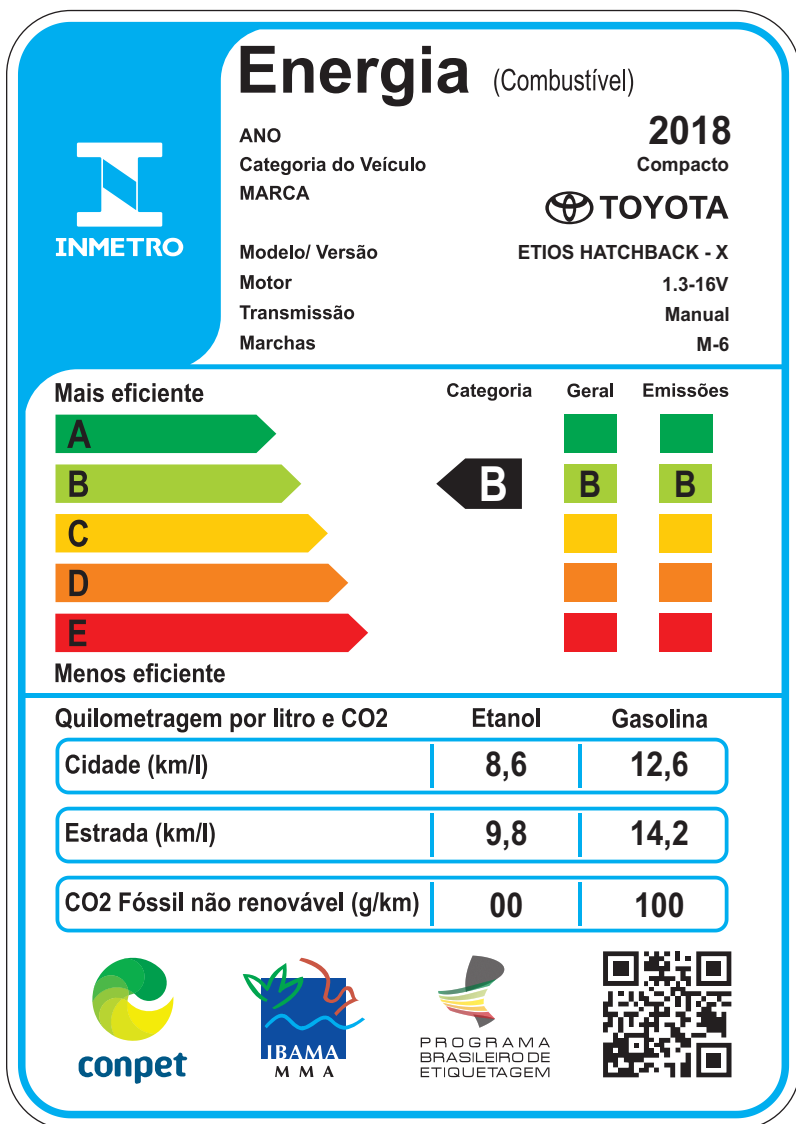 Energia (Combustível)
ANO 2018
Categoria do Veículo Compacto
MARCA TOYOTA
INMETRO
Modelo/ Versão ETIOS HATCHBACK - X
Motor 1.3-16V
Transmissão Manual
Marchas M-6
Mais eficiente Categoria Geral Emissões
A
B B B B
C
D
E
Menos eficiente
Quilometragem por litro e CO2 Etanol Gasolina
Cidade (km/l) 8,6 12,6
Estrada (km/l) 9,8 14,2
CO2 Fóssil não renovável (g/km) 00 100
conpet
IBAMA
MMA
PROGRAMA
BRASILEIRO DE
ETIQUETAGEM